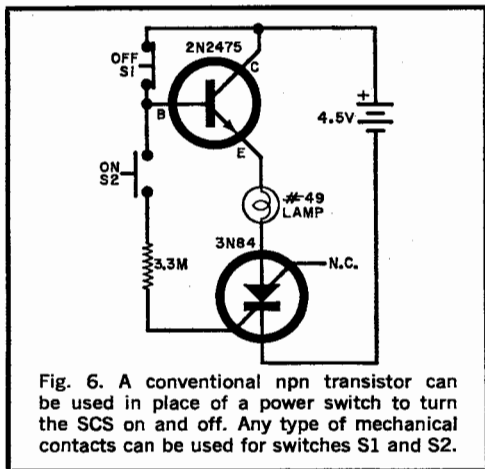 2N2475
OFF
S1
C
B
E
+
4.5V
ON
S2
#49
LAMP
3N84
3.3M
N.C.
Fig. 6. A conventional npn transistor can
be used in place of a power switch to turn
the SCS on and off. Any type of mechanical
contacts can be used for switches S1 and S2.